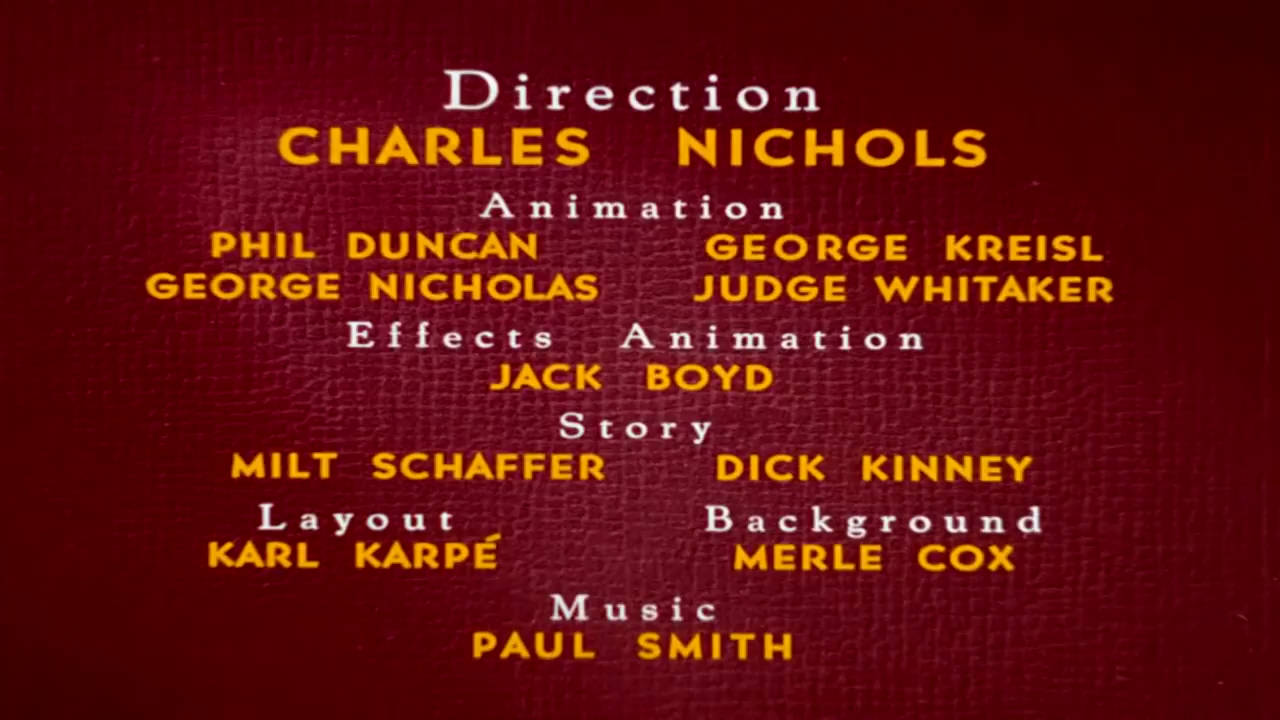 Direction
CHARLES NICHOLS
Animation
PHIL DUNCAN GEORGE KREISL
GEORGE NICHOLAS JUDGE WHITAKER
Effects Animation
JACK BOYD
Story
MILT SCHAFFER DICK KINNEY
Layout Background
KARL KARPÉ MERLE COX
Music
PAUL SMITH